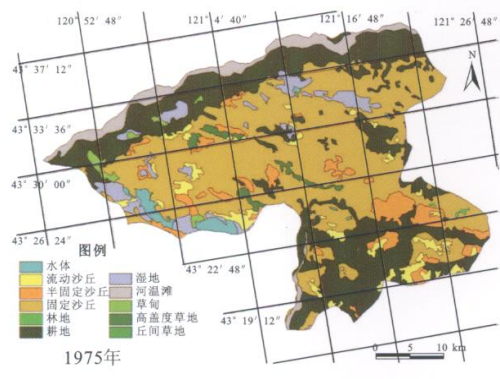 120° 52′ 48″
121° 4′ 40″
121° 16′ 48″
121° 26′ 48″
N
43° 37′ 12″
43° 33′ 36″
43° 30′ 00″
43° 26′ 24″
43° 22′ 48″
43° 19′ 12″
图例
水体
流动沙丘
半固定沙丘
固定沙丘
林地
耕地
湿地
河温滩
草甸
高盖度草地
丘间草地
1975年
0 5 10 km